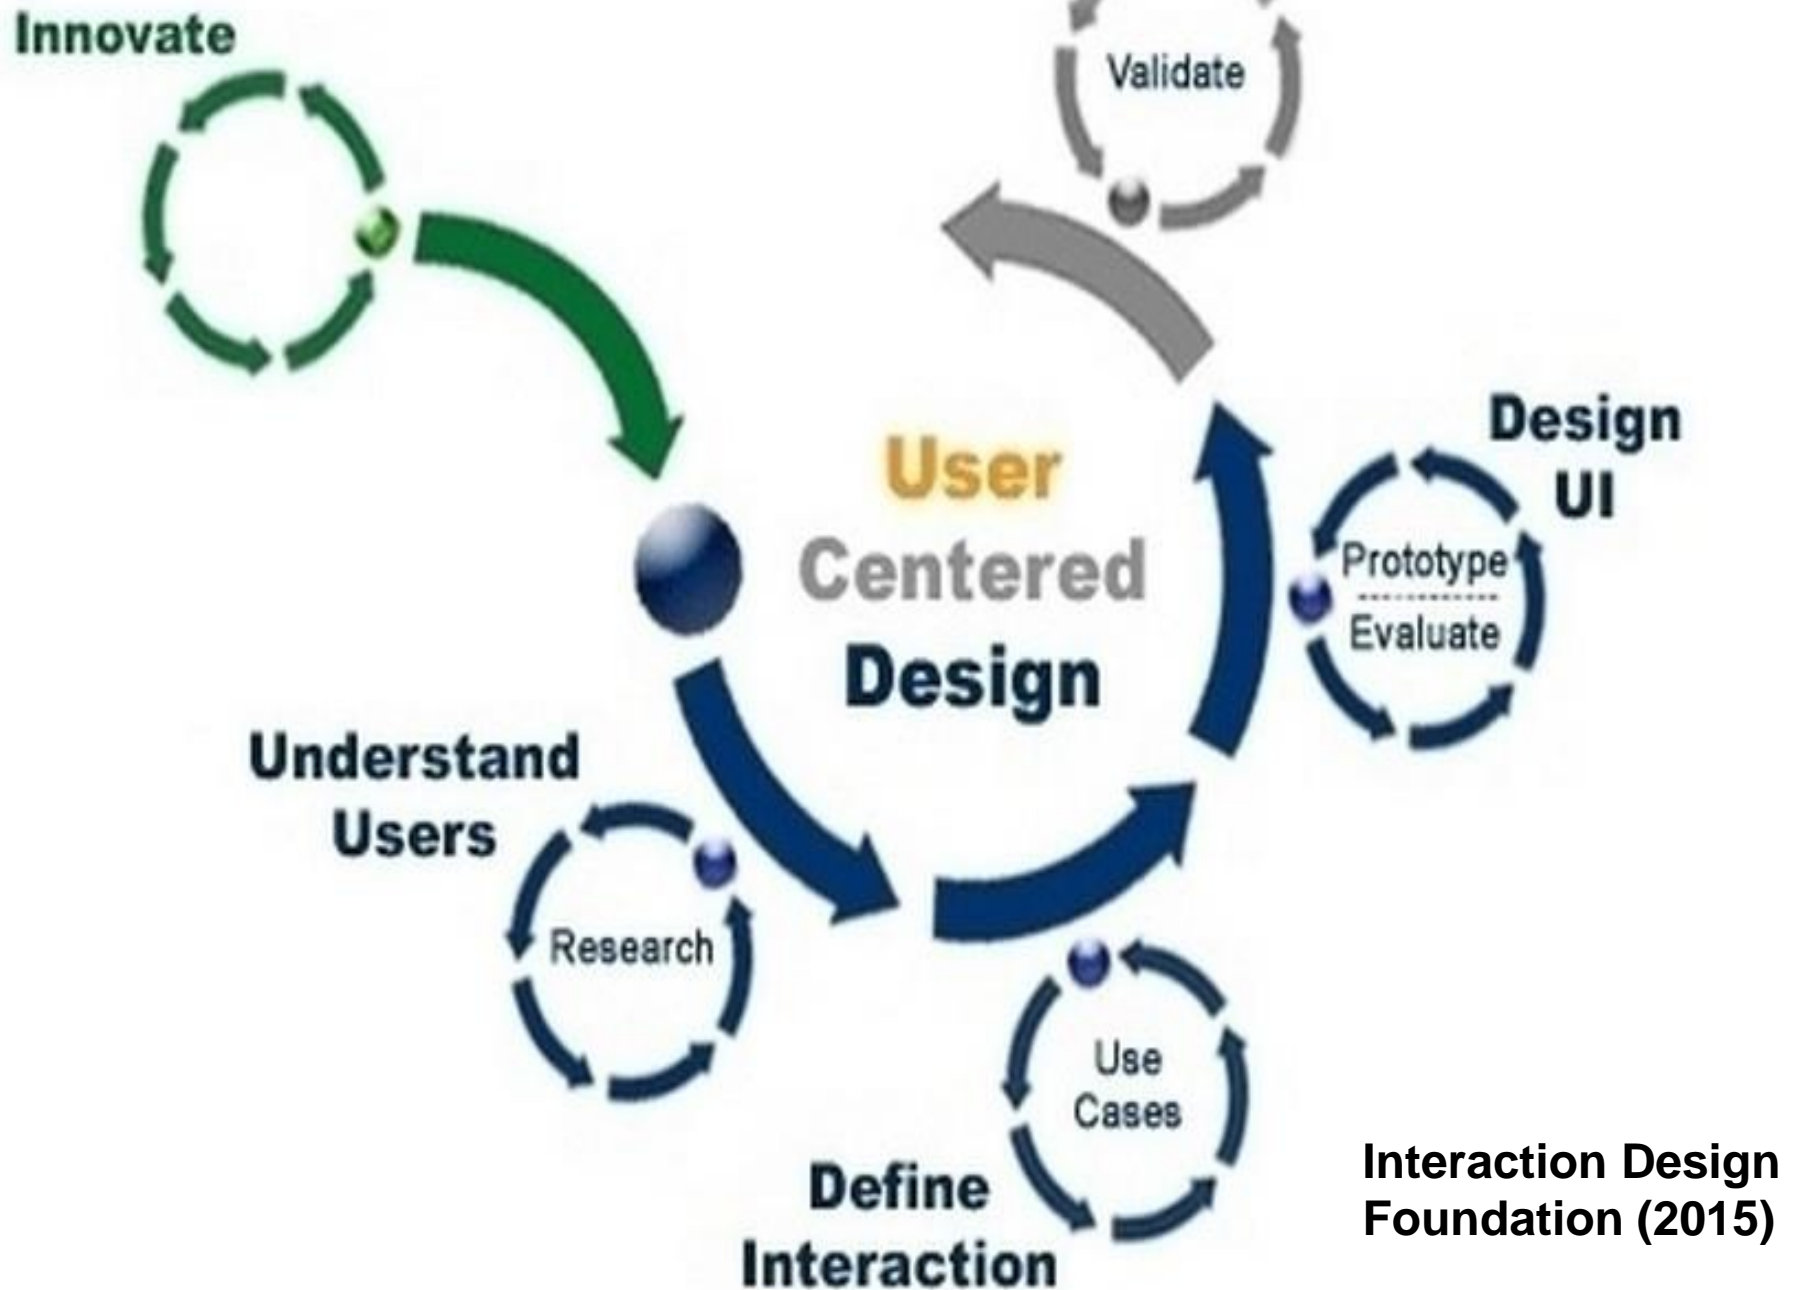 Innovate
Validate
User
Centered
Design
Design
UI
Prototype
Evaluate
Understand
Users
Research
Use
Cases
Define
Interaction
Interaction Design
Foundation (2015)